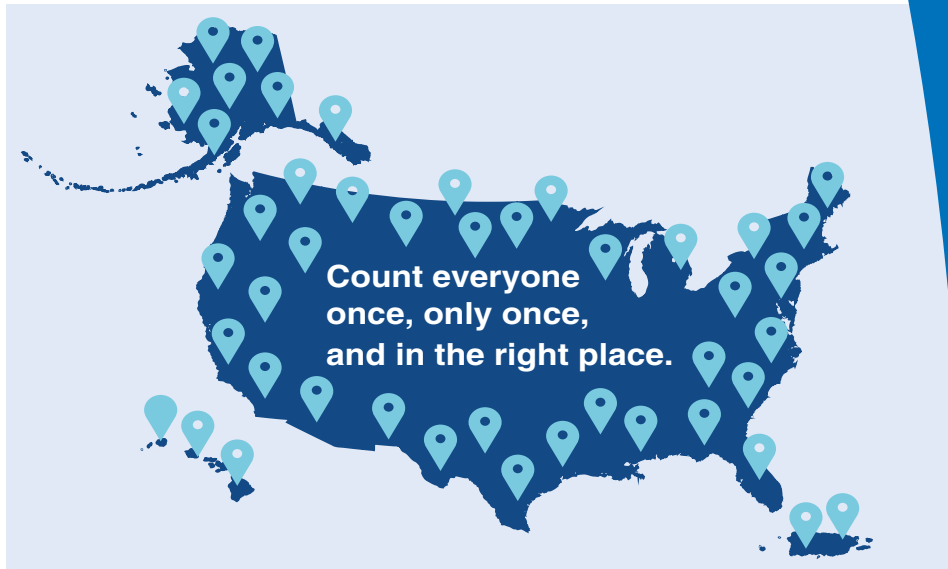 Count everyone
once, only once,
and in the right place.